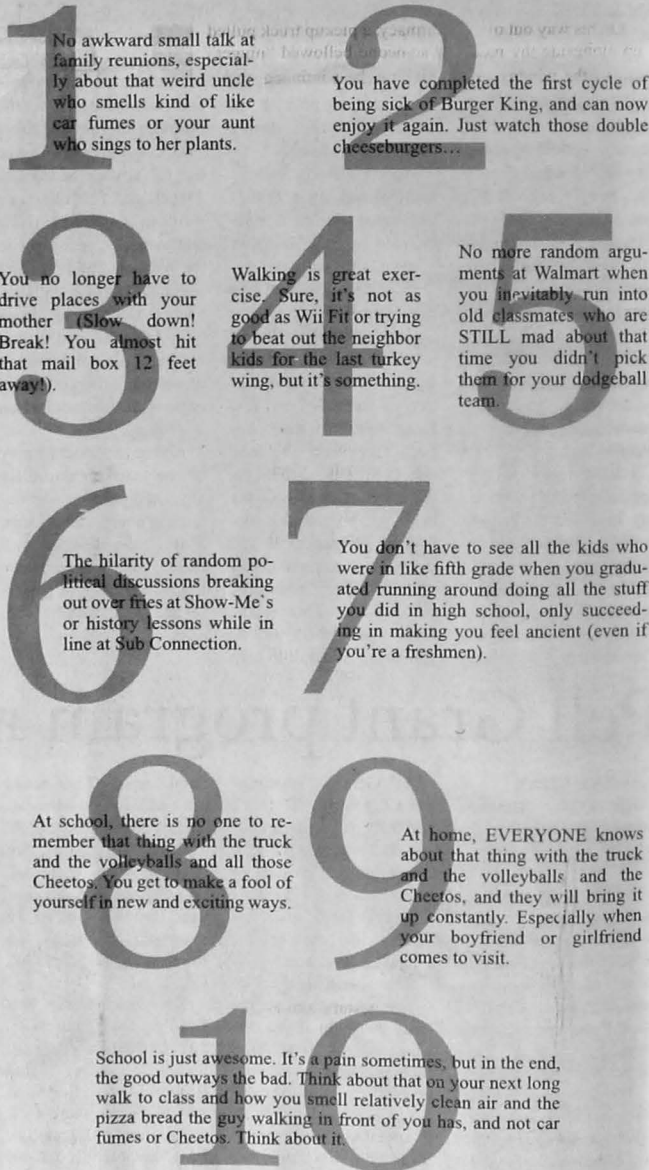 1
No awkward small talk at
family reunions, especial-
ly about that weird uncle
who smells kind of like
car fumes or your aunt
who sings to her plants.
2
You have completed the first cycle of
being sick of Burger King, and can now
enjoy it again. Just watch those double
cheeseburgers...
3
You no longer have to
drive places with your
mother (Slow down!
Break! You almost hit
that mail box 12 feet
away!).
4
Walking is great exer-
cise. Sure, it's not as
good as Wii Fit or trying
to beat out the neighbor
kids for the last turkey
wing, but it's something.
5
No more random argu-
ments at Walmart when
you inevitably run into
old classmates who are
STILL mad about that
time you didn't pick
them for your dodgeball
team.
6
The hilarity of random po-
litical discussions breaking
out over fries at Show-Me's
or history lessons while in
line at Sub Connection.
7
You don't have to see all the kids who
were in like fifth grade when you gradu-
ated running around doing all the stuff
you did in high school, only succeed-
ing in making you feel ancient (even if
you're a freshmen).
8
At school, there is no one to re-
member that thing with the truck
and the volleyballs and all those
Cheetos. You get to make a fool of
yourself in new and exciting ways.
9
At home, EVERYONE knows
about that thing with the truck
and the volleyballs and the
Cheetos, and they will bring it
up constantly. Especially when
your boyfriend or girlfriend
comes to visit.
10
School is just awesome. It's a pain sometimes, but in the end,
the good outways the bad. Think about that on your next long
walk to class and how you smell relatively clean air and the
pizza bread the guy walking in front of you has, and not car
fumes or Cheetos. Think about it.